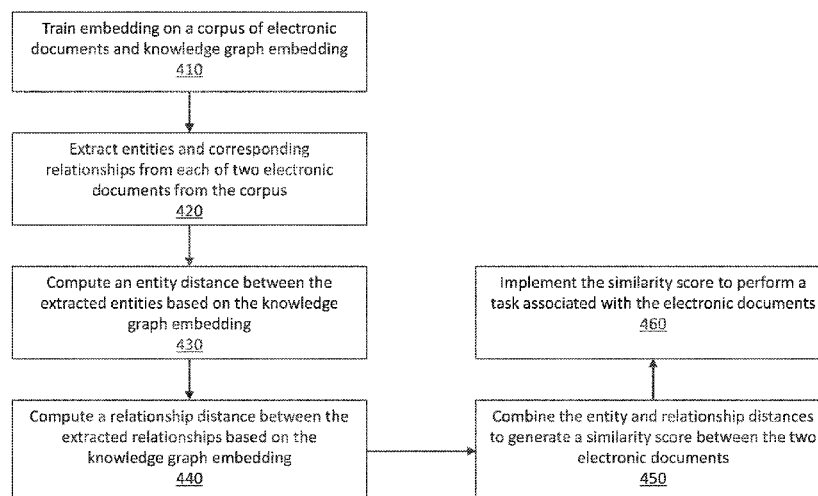 Train embedding on a corpus of electronic
documents and knowledge graph embedding
410
Extract entities and corresponding
relationships from each of two electronic
documents from the corpus
420
Compute an entity distance between the
extracted entities based on the knowledge
graph embedding
430
Compute a relationship distance between the
extracted relationships based on the
knowledge graph embedding
440
Combine the entity and relationship distances
to generate a similarity score between the two
electronic documents
450
Implement the similarity score to perform a
task associated with the electronic documents
460